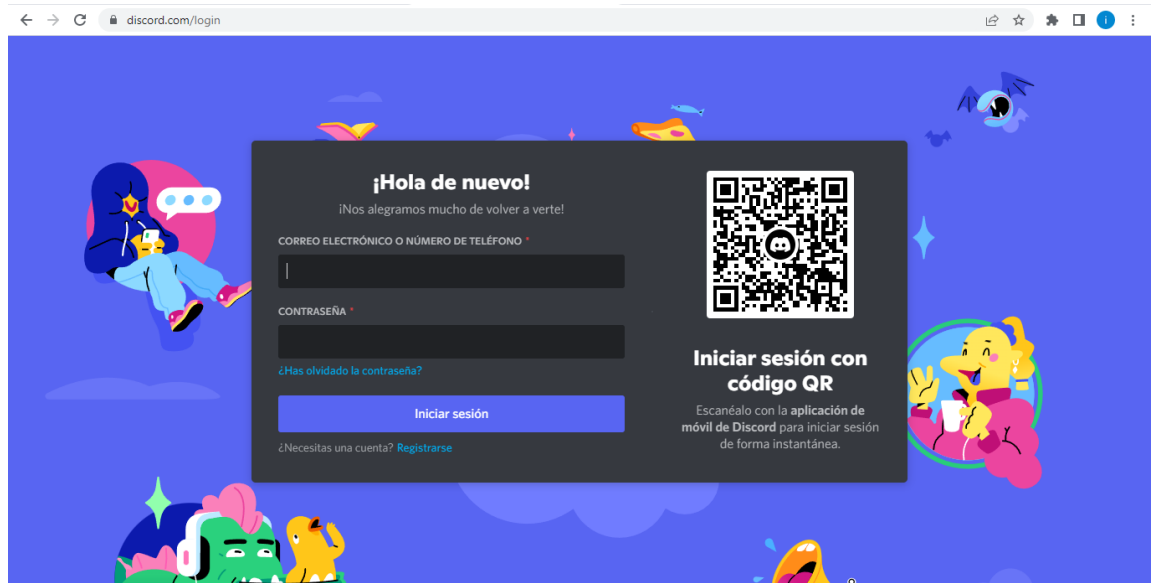 discord.com/login
¡Hola de nuevo!
¡Nos alegramos mucho de volver a verte!
CORREO ELECTRÓNICO O NÚMERO DE TELÉFONO *
CONTRASEÑA *
¿Has olvidado la contraseña?
Iniciar sesión
¿Necesitas una cuenta? Registrarse
Iniciar sesión con
código QR
Escanéalo con la aplicación de
móvil de Discord para iniciar sesión
de forma instantánea.